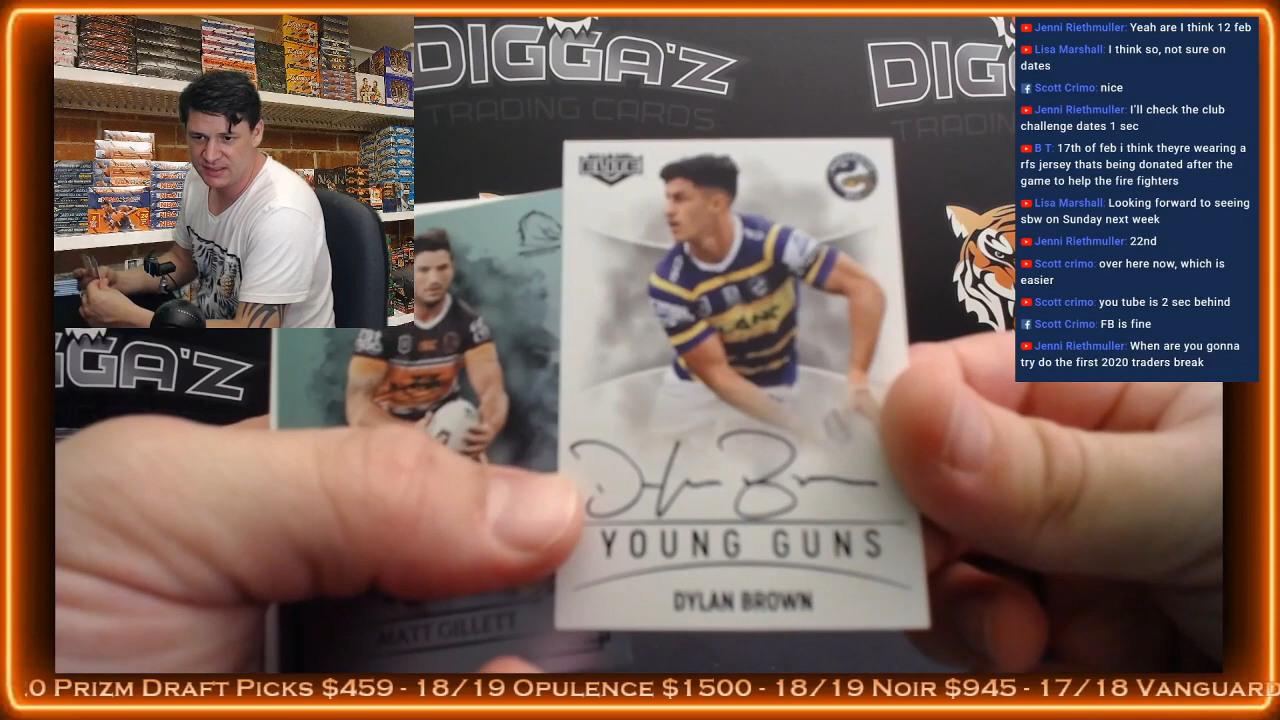 DIGGA'Z
TRADING CARDS
DIG
TRADIN
DIGGA'Z
ELITE
YOUNG GUNS
DYLAN BROWN
MATT GILLETT
Jenni Riethmuller: Yeah are I think 12 feb
Lisa Marshall: I think so, not sure on
dates
Scott Crimo: nice
Jenni Riethmuller: I'll check the club
challenge dates 1 sec
B T: 17th of feb i think theyre wearing a
rfs jersey thats being donated after the
game to help the fire fighters
Lisa Marshall: Looking forward to seeing
sbw on Sunday next week
Jenni Riethmuller: 22nd
Scott crimo: over here now, which is
easier
Scott crimo: you tube is 2 sec behind
Scott Crimo: FB is fine
Jenni Riethmuller: When are you gonna
try do the first 2020 traders break
0 Prizm Draft Picks $459 - 18/19 Opulence $1500 - 18/19 Noir $945 - 17/18 Vanguard